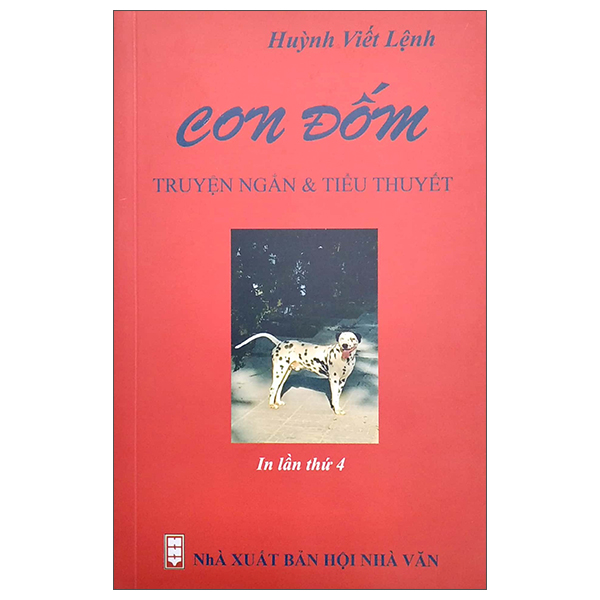 Huỳnh Viết Lệnh
CON ĐỐM
TRUYỆN NGẮN & TIỂU THUYẾT
In lần thứ 4
HNV
NhÀ XUẤT BẢN HỘI NHÀ VĂN